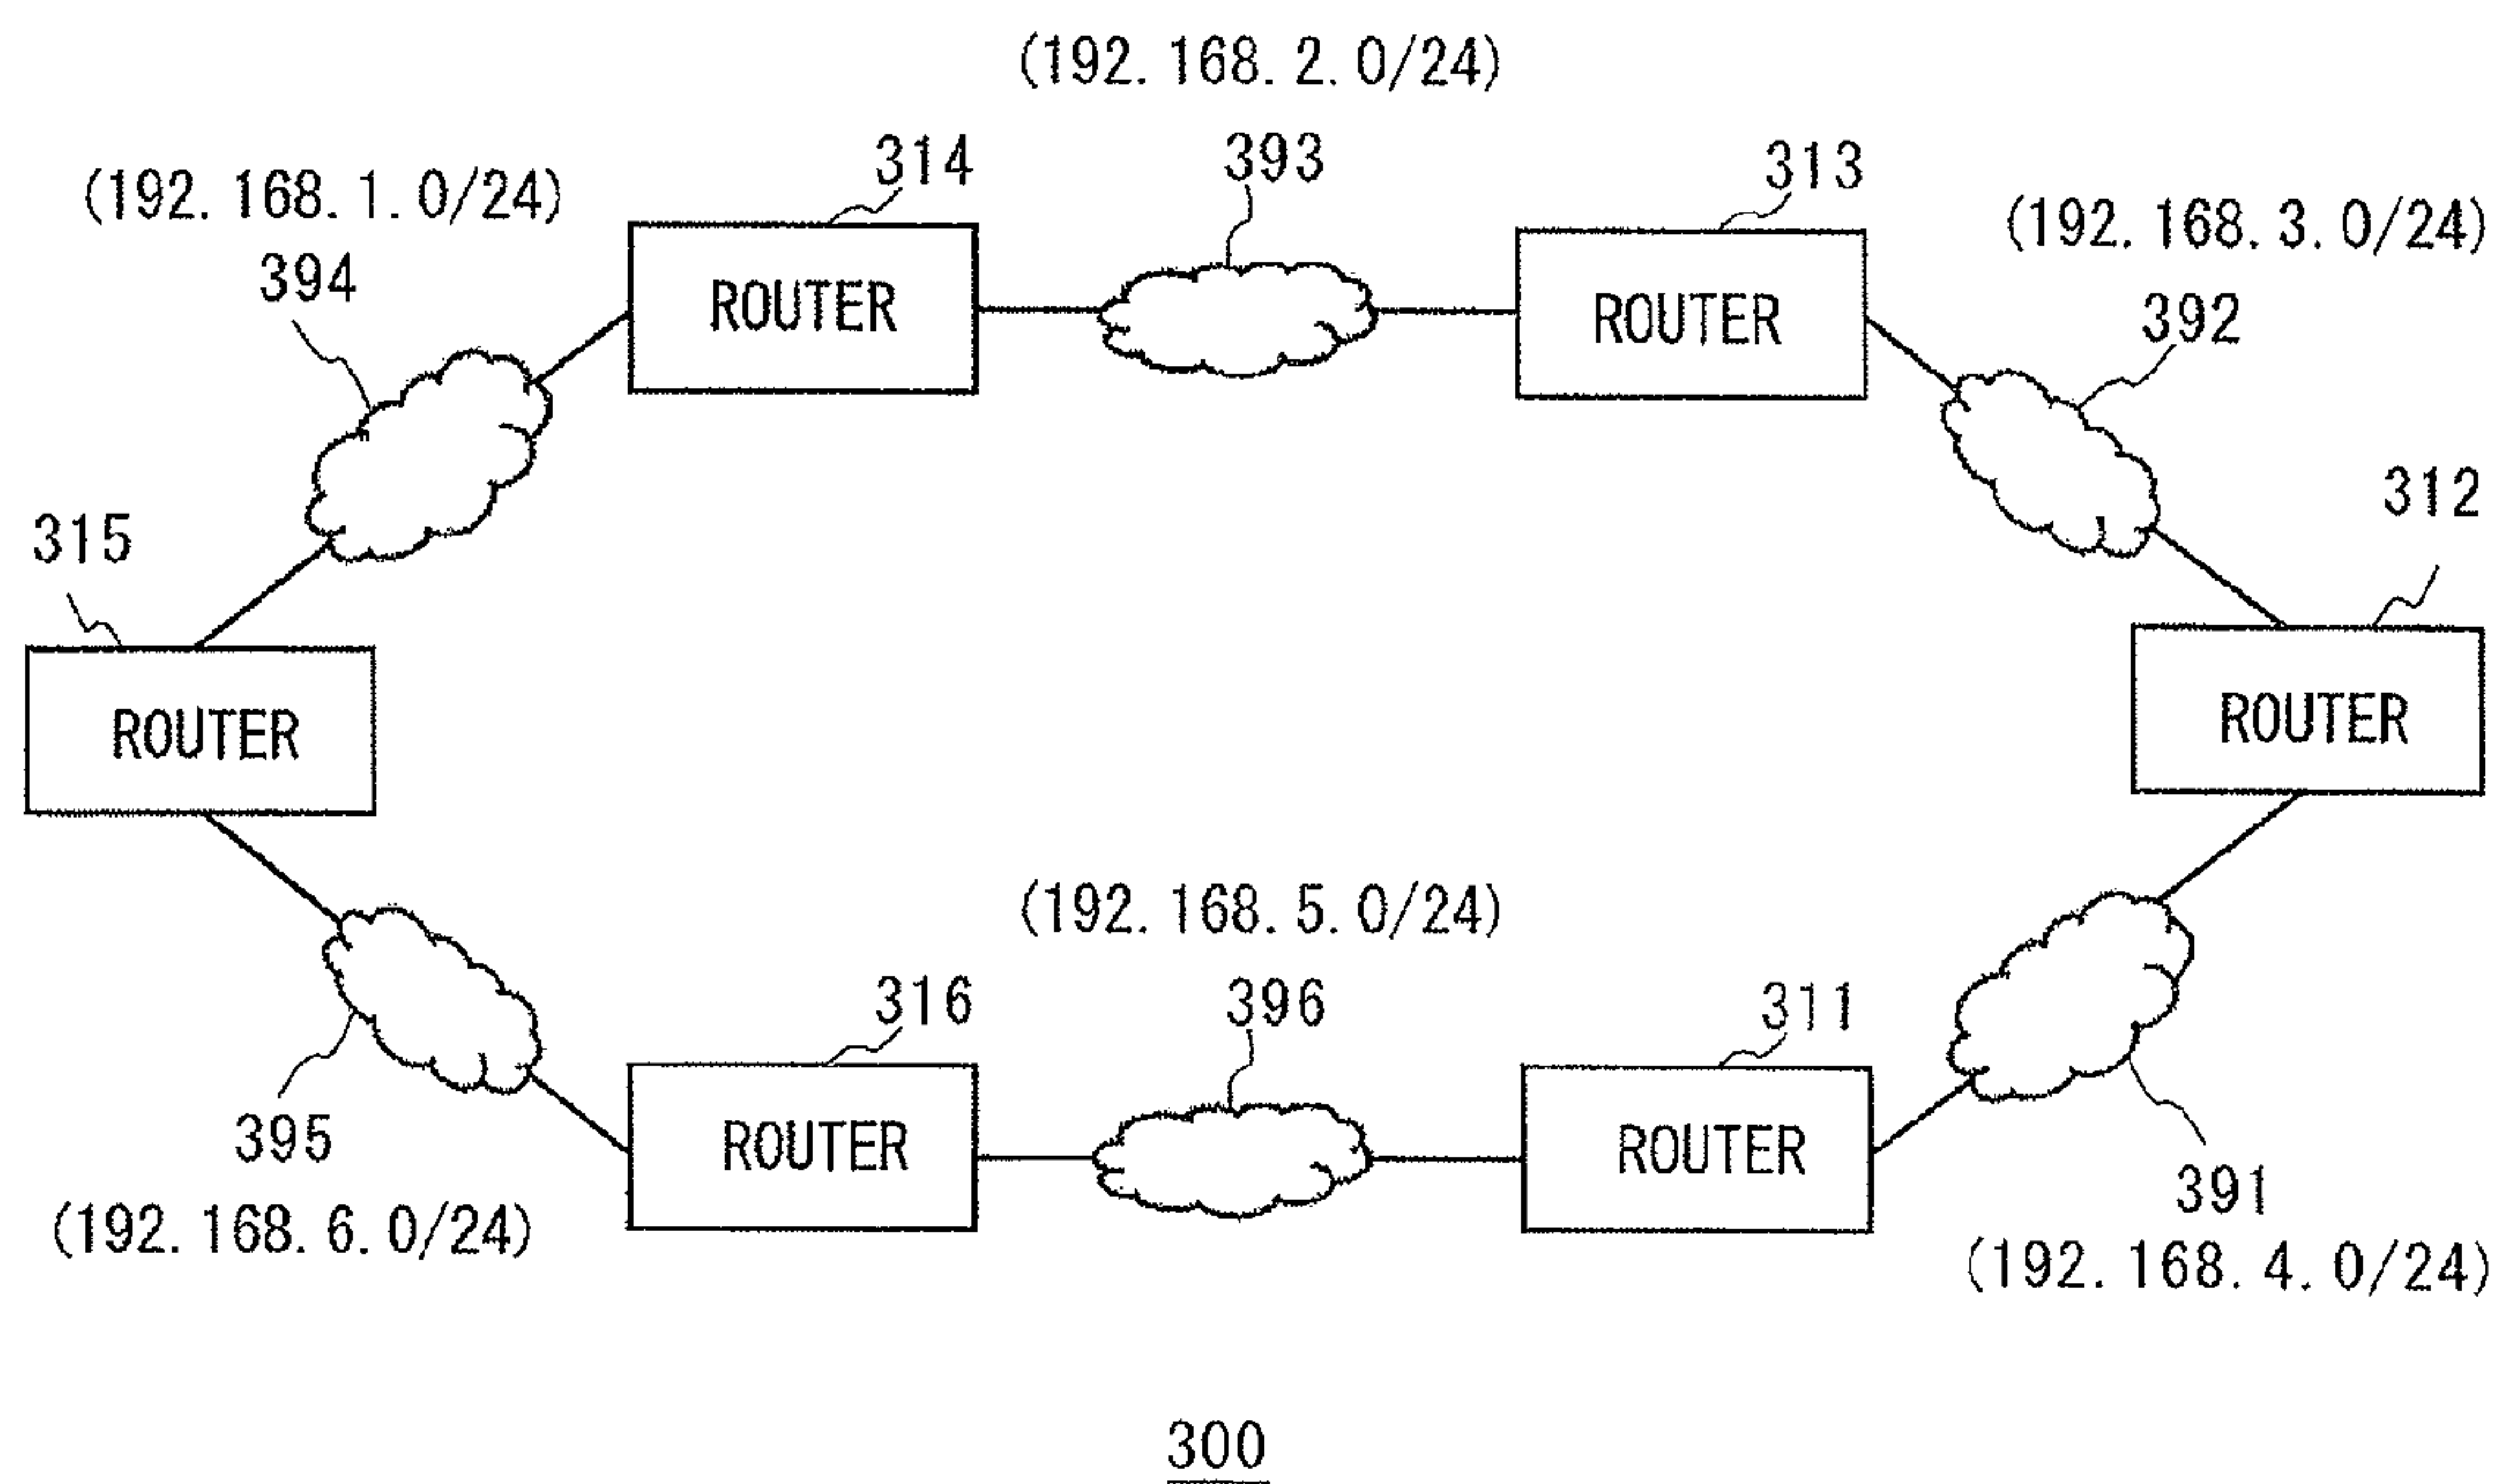 (192. 168. 2. 0/24)
314
393
313
(192. 168. 1. 0/24)
(192. 168. 3. 0/24)
394
ROUTER
ROUTER
392
312
315
ROUTER
ROUTER
(192. 168. 5. 0/24)
316
396
311
395
ROUTER
ROUTER
391
(192. 168. 6. 0/24)
(192. 168. 4. 0/24)
300